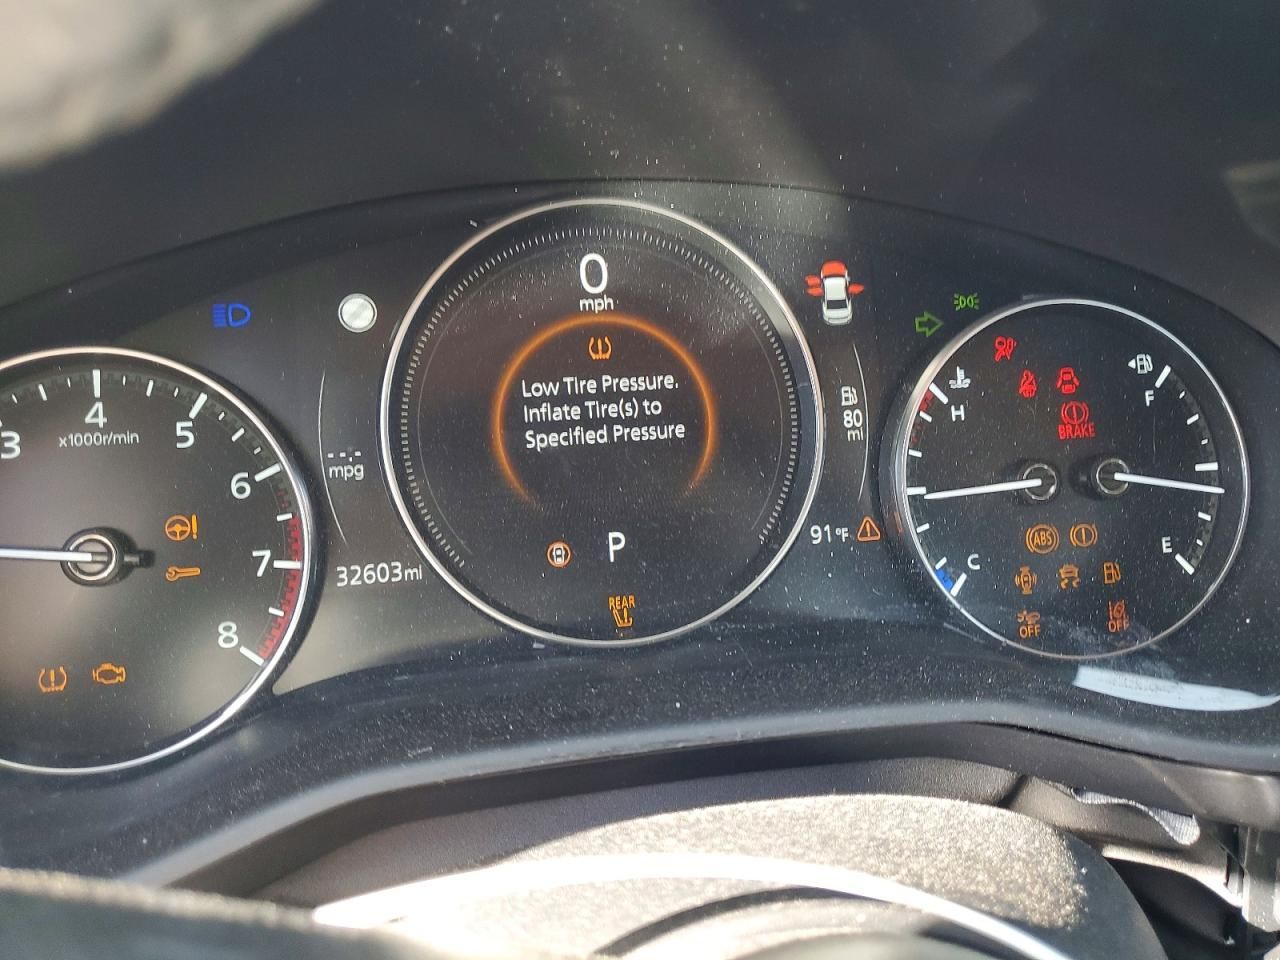 3
4
5
6
7
8
x1000r/min
mpg
32603mi
0
mph
Low Tire Pressure.
Inflate Tire(s) to
Specified Pressure
P
REAR
80
mi
91°F
H
C
F
E
BRAKE
ABS
OFF
OFF